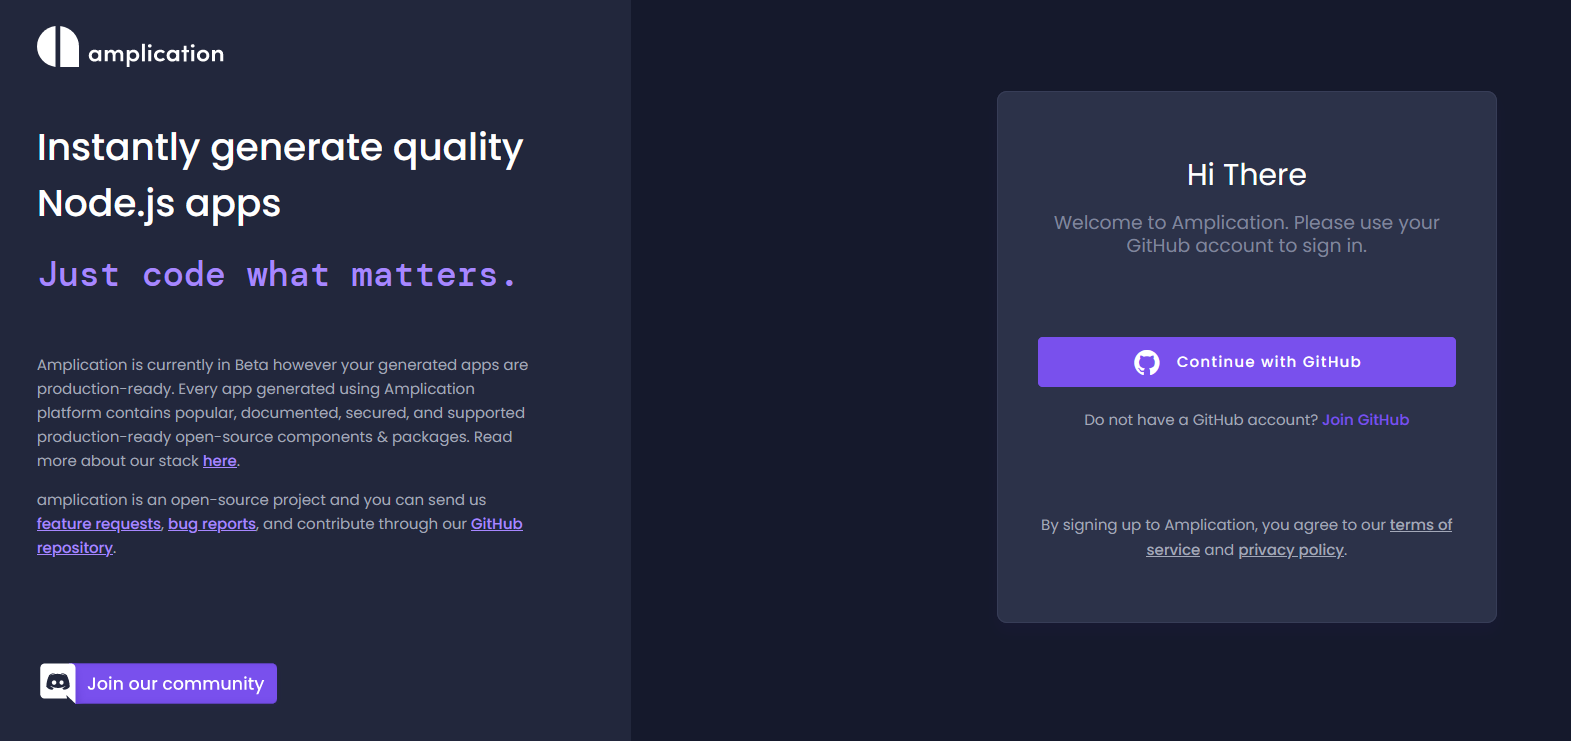 amplication
Instantly generate quality
Node.js apps
Just code what matters.
Amplication is currently in Beta however your generated apps are
production-ready. Every app generated using Amplication
platform contains popular, documented, secured, and supported
production-ready open-source components & packages. Read
more about our stack here.
amplication is an open-source project and you can send us
feature requests, bug reports, and contribute through our GitHub
repository.
Join our community
Hi There
Welcome to Amplication. Please use your
GitHub account to sign in.
Continue with GitHub
Do not have a GitHub account? Join GitHub
By signing up to Amplication, you agree to our terms of
service and privacy policy.